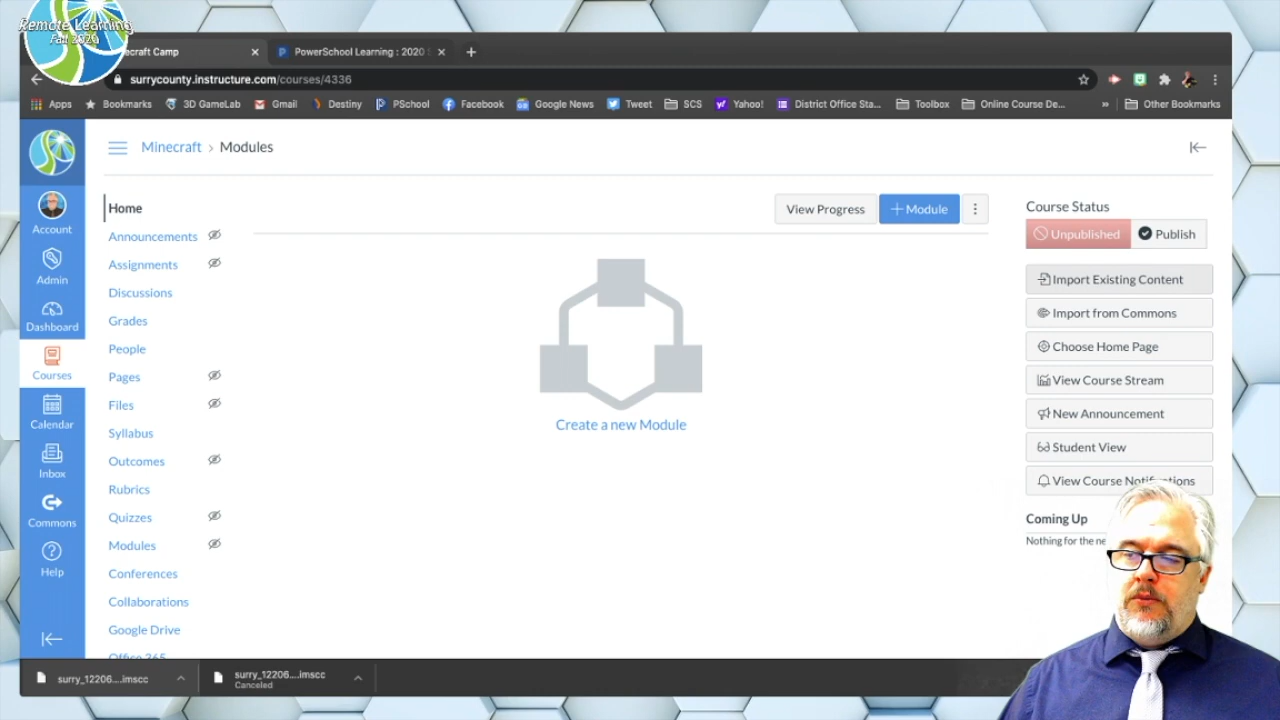 Remote Learning
Fall 2020
ecraft Camp
PowerSchool Learning : 2020
surrycounty.instructure.com/courses/4336
Apps
Bookmarks
3D GameLab
Gmail
Destiny
PSchool
Facebook
Google News
Tweet
SCS
Yahoo!
District Office Sta...
Toolbox
Online Course De...
»
Other Bookmarks
Minecraft › Modules
Account
Admin
Dashboard
Courses
Calendar
Inbox
Commons
Help
Home
Announcements
Assignments
Discussions
Grades
People
Pages
Files
Syllabus
Outcomes
Rubrics
Quizzes
Modules
Conferences
Collaborations
Google Drive
Office 365
View Progress
+ Module
Create a new Module
Course Status
Unpublished
Publish
Import Existing Content
Import from Commons
Choose Home Page
View Course Stream
New Announcement
Student View
View Course Notifications
Coming Up
Nothing for the ne
surry_12206....imscc
surry_12206....imscc
Canceled